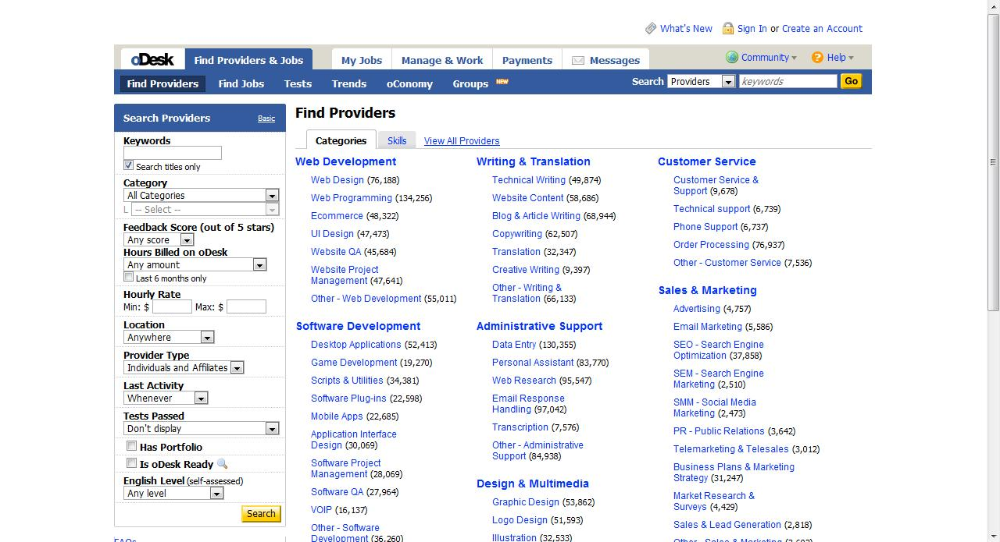 What's New Sign In or Create an Account
oDesk Find Providers & Jobs My Jobs Manage & Work Payments Messages Community Help
Find Providers Find Jobs Tests Trends oConomy Groups NEW Search Providers keywords Go
Search Providers Basic
Keywords
Search titles only
Category
All Categories
L -- Select --
Feedback Score (out of 5 stars)
Any score
Hours Billed on oDesk
Any amount
Last 6 months only
Hourly Rate
Min: $ Max: $
Location
Anywhere
Provider Type
Individuals and Affiliates
Last Activity
Whenever
Tests Passed
Don't display
Has Portfolio
Is oDesk Ready
English Level (self-assessed)
Any level
Search
FAQs
Find Providers
Categories Skills View All Providers
Web Development
Web Design (76,188)
Web Programming (134,256)
Ecommerce (48,322)
UI Design (47,473)
Website QA (45,684)
Website Project
Management (47,641)
Other - Web Development (55,011)
Software Development
Desktop Applications (52,413)
Game Development (19,270)
Scripts & Utilities (34,381)
Software Plug-ins (22,598)
Mobile Apps (22,685)
Application Interface
Design (30,069)
Software Project
Management (28,069)
Software QA (27,964)
VOIP (16,137)
Other - Software
Development (36,260)
Writing & Translation
Technical Writing (49,874)
Website Content (58,686)
Blog & Article Writing (68,944)
Copywriting (62,507)
Translation (32,347)
Creative Writing (9,397)
Other - Writing &
Translation (66,133)
Administrative Support
Data Entry (130,355)
Personal Assistant (83,770)
Web Research (95,547)
Email Response
Handling (97,042)
Transcription (7,576)
Other - Administrative
Support (84,938)
Design & Multimedia
Graphic Design (53,862)
Logo Design (51,593)
Illustration (32,533)
Customer Service
Customer Service &
Support (9,678)
Technical support (6,739)
Phone Support (6,737)
Order Processing (76,937)
Other - Customer Service (7,536)
Sales & Marketing
Advertising (4,757)
Email Marketing (5,586)
SEO - Search Engine
Optimization (37,858)
SEM - Search Engine
Marketing (2,510)
SMM - Social Media
Marketing (2,473)
PR - Public Relations (3,642)
Telemarketing & Telesales (3,012)
Business Plans & Marketing
Strategy (31,247)
Market Research &
Surveys (4,429)
Sales & Lead Generation (2,818)
Other - Sales & Marketing